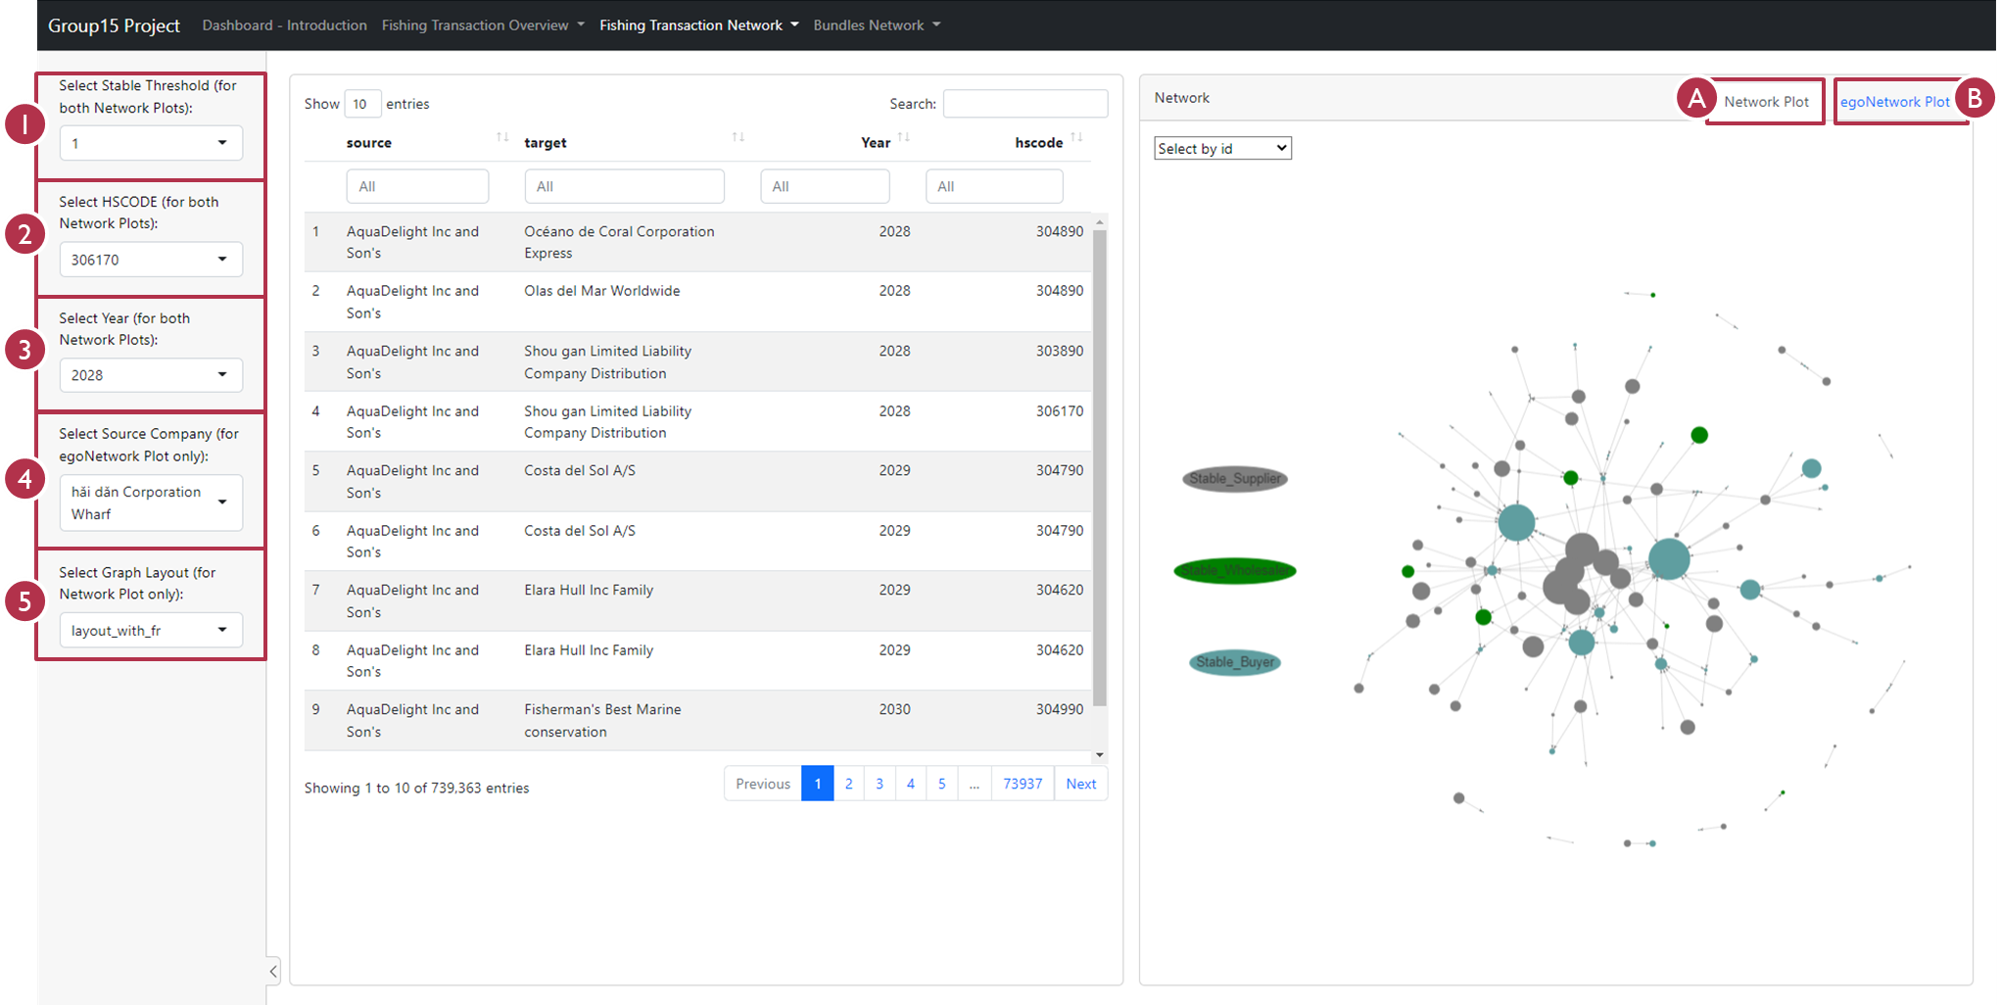 Group15 Project
Dashboard - Introduction
Fishing Transaction Overview
Fishing Transaction Network
Bundles Network
1
Select Stable Threshold (for
both Network Plots):
1
2
Select HSCODE (for both
Network Plots):
306170
3
Select Year (for both
Network Plots):
2028
4
Select Source Company (for
egoNetwork Plot only):
hǎi dǎn Corporation
Wharf
5
Select Graph Layout (for
Network Plot only):
layout_with_fr
Show 10 entries
Search:
source target Year hscode
All All All All
1 AquaDelight Inc and Océano de Coral Corporation 2028 304890
Son's Express
2 AquaDelight Inc and Olas del Mar Worldwide 2028 304890
Son's
3 AquaDelight Inc and Shou gan Limited Liability 2028 303890
Son's Company Distribution
4 AquaDelight Inc and Shou gan Limited Liability 2028 306170
Son's Company Distribution
5 AquaDelight Inc and Costa del Sol A/S 2029 304790
Son's
6 AquaDelight Inc and Costa del Sol A/S 2029 304790
Son's
7 AquaDelight Inc and Elara Hull Inc Family 2029 304620
Son's
8 AquaDelight Inc and Elara Hull Inc Family 2029 304620
Son's
9 AquaDelight Inc and Fisherman's Best Marine 2030 304990
Son's conservation
Showing 1 to 10 of 739,363 entries
Previous 1 2 3 4 5 ... 73937 Next
Network
A
Network Plot
egoNetwork Plot
B
Select by id
Stable_Supplier
Stable_Wholesaler
Stable_Buyer